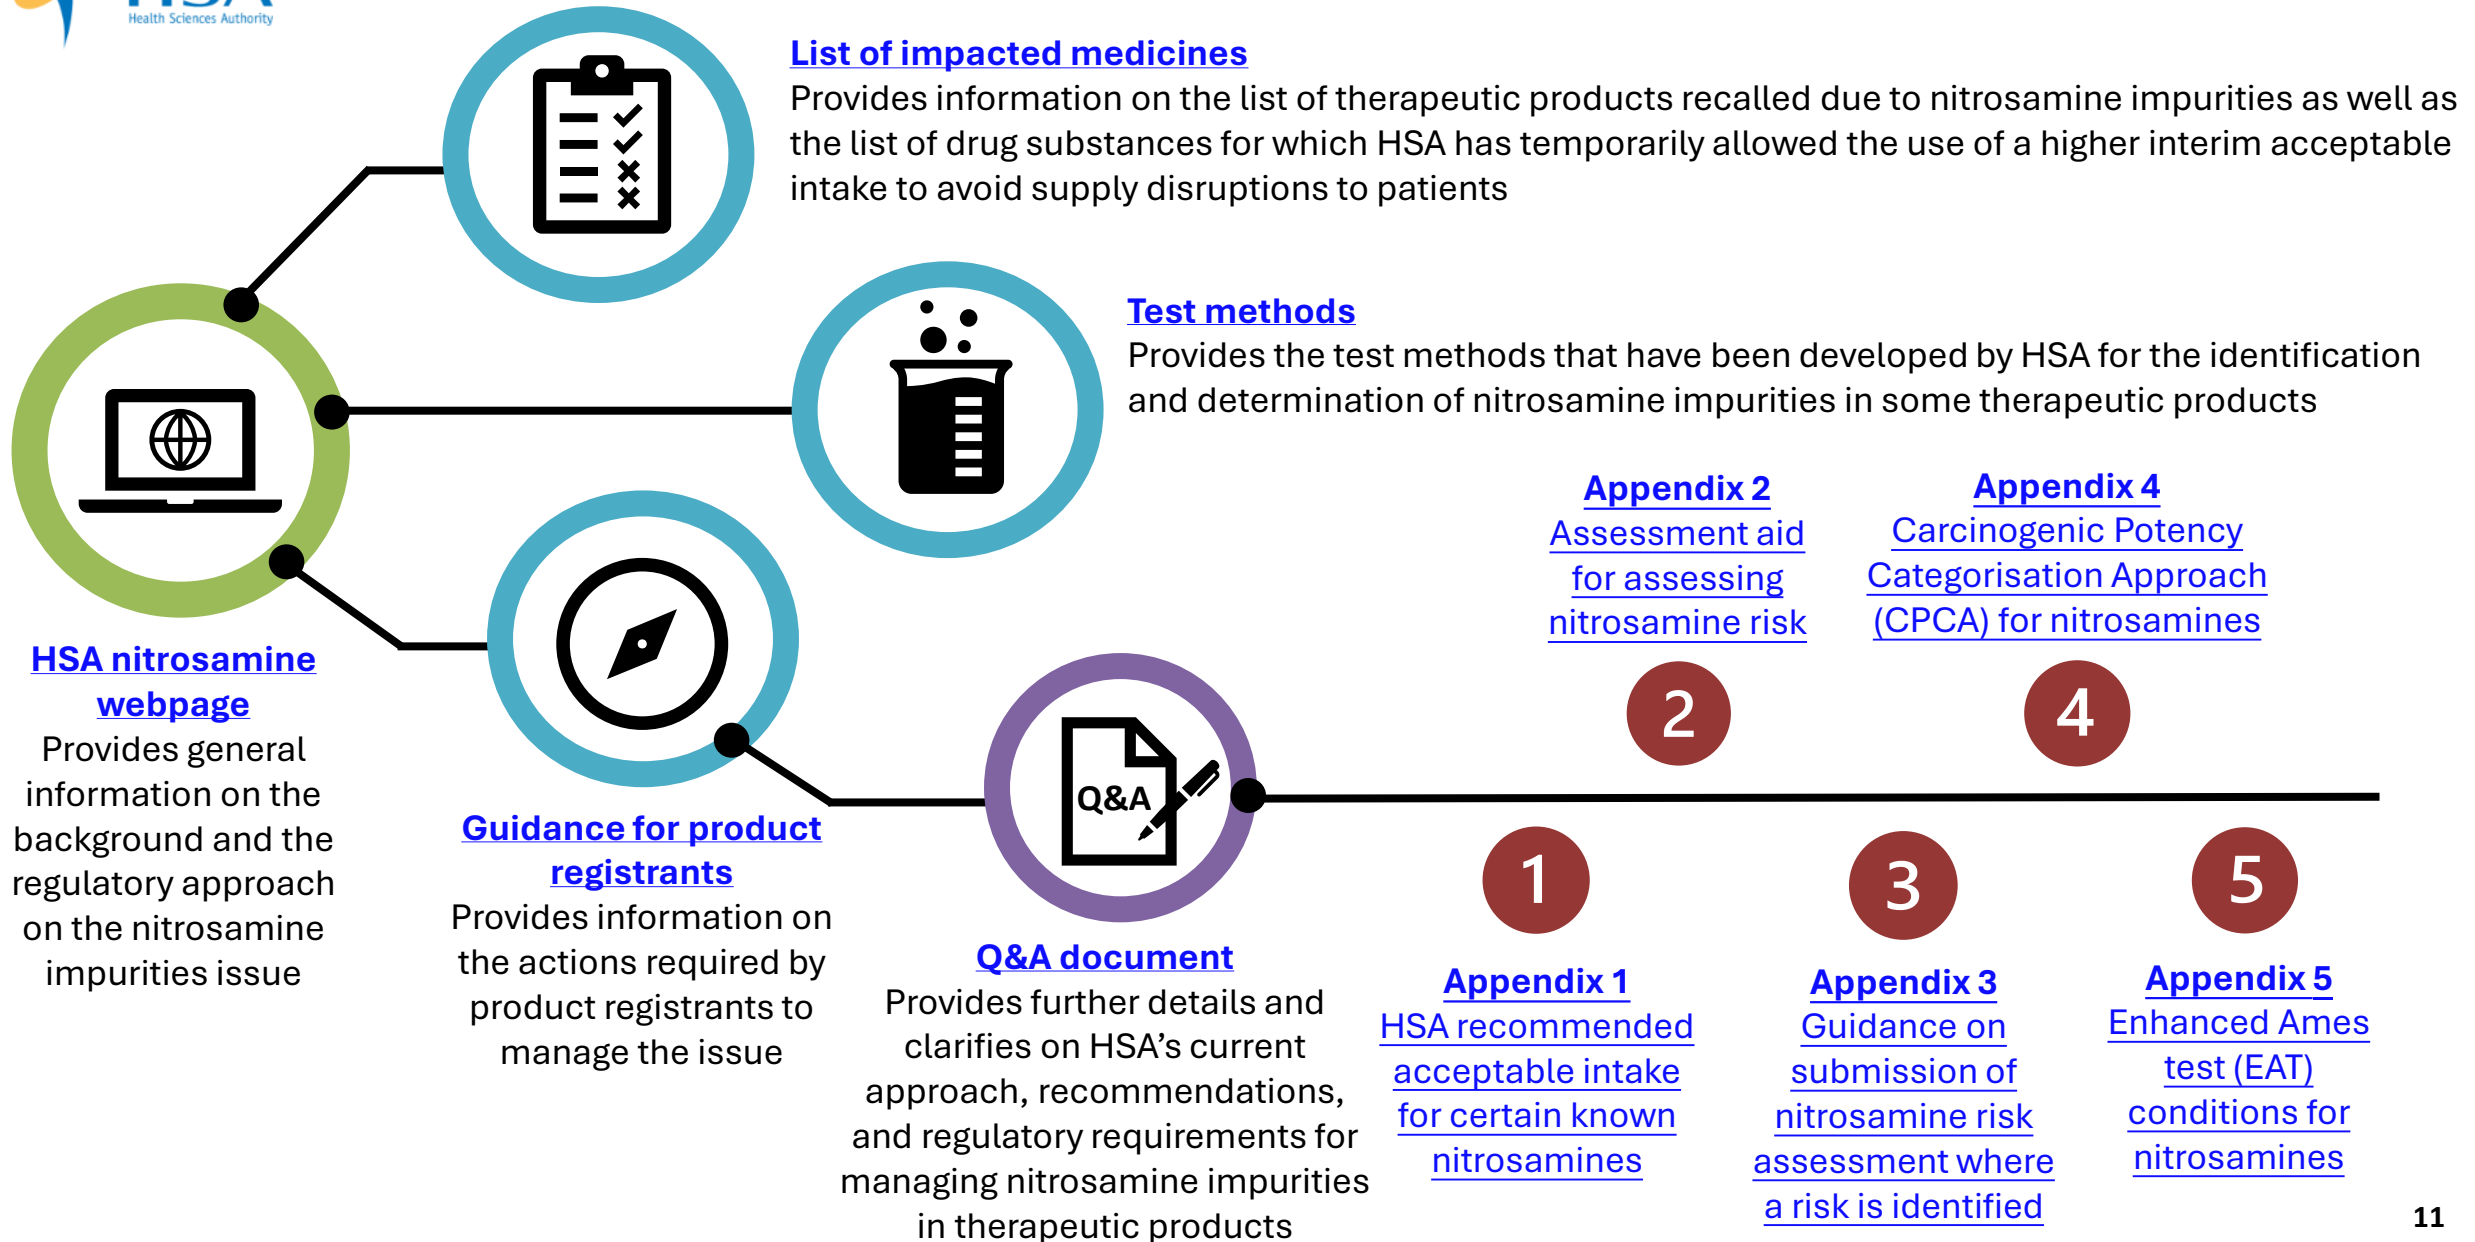 HSA
Health Sciences Authority
List of impacted medicines
Provides information on the list of therapeutic products recalled due to nitrosamine impurities as well as
the list of drug substances for which HSA has temporarily allowed the use of a higher interim acceptable
intake to avoid supply disruptions to patients
Test methods
Provides the test methods that have been developed by HSA for the identification
and determination of nitrosamine impurities in some therapeutic products
HSA nitrosamine
webpage
Provides general
information on the
background and the
regulatory approach
on the nitrosamine
impurities issue
Guidance for product
registrants
Provides information on
the actions required by
product registrants to
manage the issue
Q&A
Q&A document
Provides further details and
clarifies on HSA's current
approach, recommendations,
and regulatory requirements for
managing nitrosamine impurities
in therapeutic products
1
Appendix 1
HSA recommended
acceptable intake
for certain known
nitrosamines
Appendix 2
Assessment aid
for assessing
nitrosamine risk
2
3
Appendix 3
Guidance on
submission of
nitrosamine risk
assessment where
a risk is identified
Appendix 4
Carcinogenic Potency
Categorisation Approach
(CPCA) for nitrosamines
4
5
Appendix 5
Enhanced Ames
test (EAT)
conditions for
nitrosamines
11